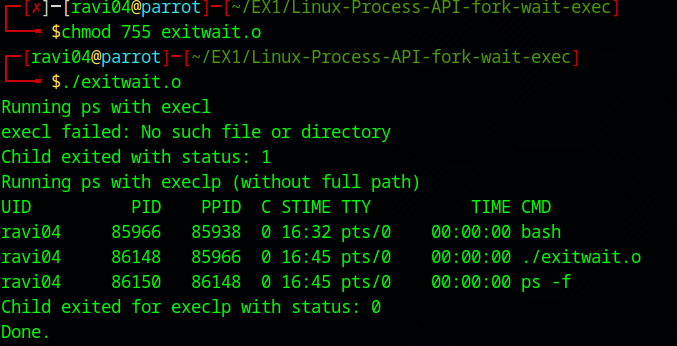 ┌─[✗]─[ravi04@parrot]─[~/EX1/Linux-Process-API-fork-wait-exec]
└──╼ $chmod 755 exitwait.o
┌─[ravi04@parrot]─[~/EX1/Linux-Process-API-fork-wait-exec]
└──╼ $./exitwait.o
Running ps with execl
execl failed: No such file or directory
Child exited with status: 1
Running ps with execlp (without full path)
UID          PID    PPID  C STIME TTY          TIME CMD
ravi04     85966   85938  0 16:32 pts/0    00:00:00 bash
ravi04     86148   85966  0 16:45 pts/0    00:00:00 ./exitwait.o
ravi04     86150   86148  0 16:45 pts/0    00:00:00 ps -f
Child exited for execlp with status: 0
Done.